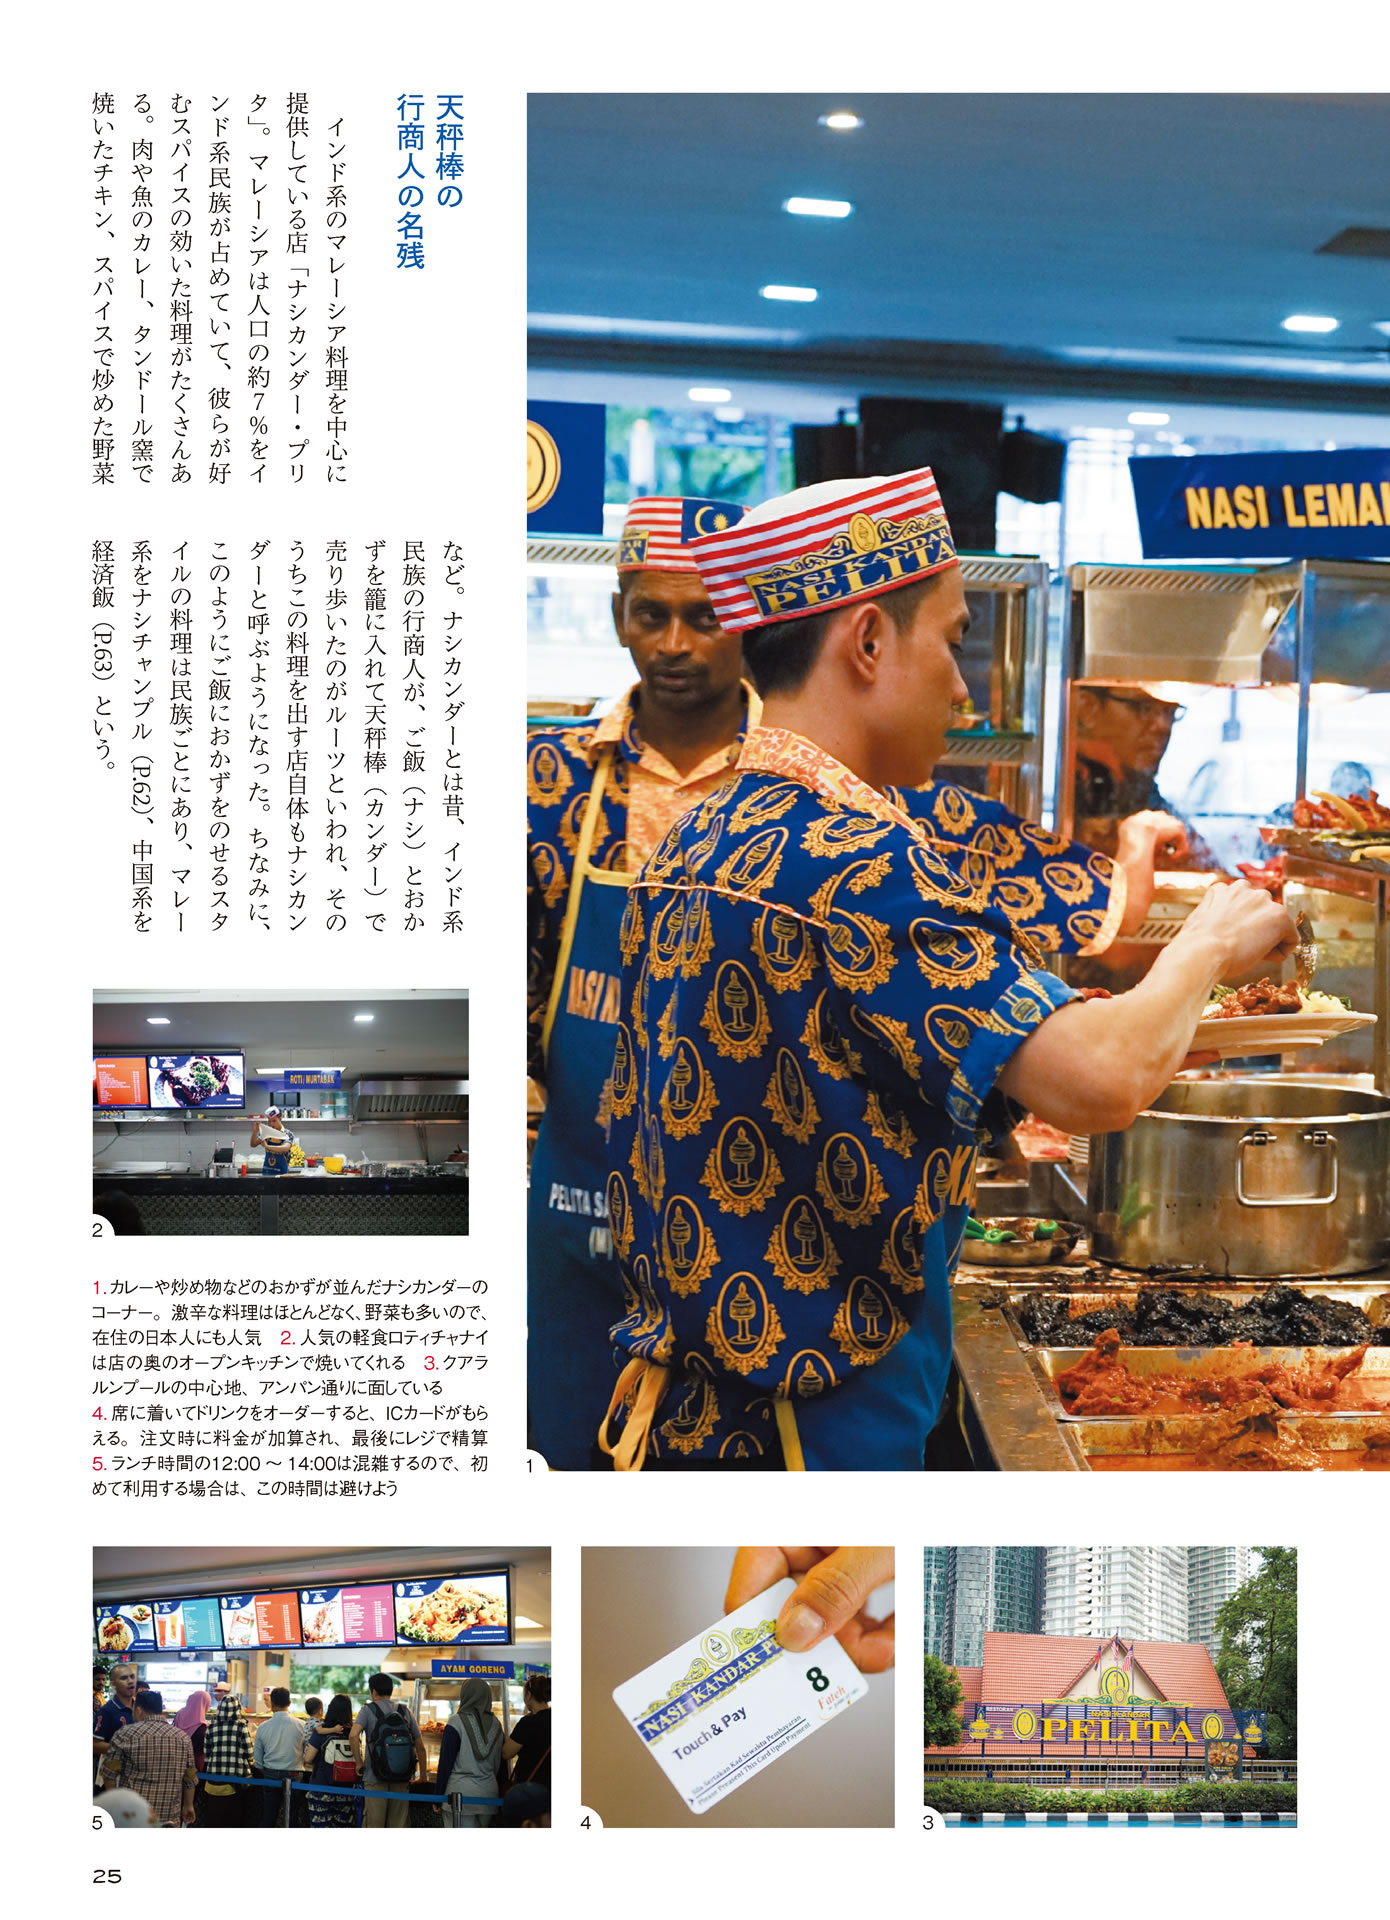 天秤棒の
行商人の名残
インド系のマレーシア料理を中心に
提供している店「ナシカンダー・プリ
タ」。マレーシアは人口の約7％をイ
ンド系民族が占めていて、彼らが好
むスパイスの効いた料理がたくさんあ
る。肉や魚のカレー、タンドール窯で
焼いたチキン、スパイスで炒めた野菜
など。ナシカンダーとは昔、インド系
民族の行商人が、ご飯（ナシ）とおか
ずを籠に入れて天秤棒（カンダー）で
売り歩いたのがルーツといわれ、その
うちこの料理を出す店自体もナシカン
ダーと呼ぶようになった。ちなみに、
このようにご飯におかずをのせるスタ
イルの料理は民族ごとにあり、マレー
系をナシチャンプル（P.62）、中国系を
経済飯（P.63）という。
NASI LEMA
NASI KANDAR
PELITA
PELITA SA
1
ROTI / MURTABAK
2
1.カレーや炒め物などのおかずが並んだナシカンダーの
コーナー。激辛な料理はほとんどなく、野菜も多いので、
在住の日本人にも人気　2.人気の軽食ロティチャナイ
は店の奥のオープンキッチンで焼いてくれる　3.クアラ
ルンプールの中心地、アンパン通りに面している
4.席に着いてドリンクをオーダーすると、ICカードがもら
える。注文時に料金が加算され、最後にレジで精算
5.ランチ時間の12:00 ～ 14:00は混雑するので、初
めて利用する場合は、この時間は避けよう
AYAM GORENG
5
NASI KANDAR P
8
Touch & Pay
Fateh
Sila Sertakan Kad Sewaktu Pembayaran
Please Preasent This Card Upon Payment
4
RESTORAN
NASI KANDAR
PELITA
3
25